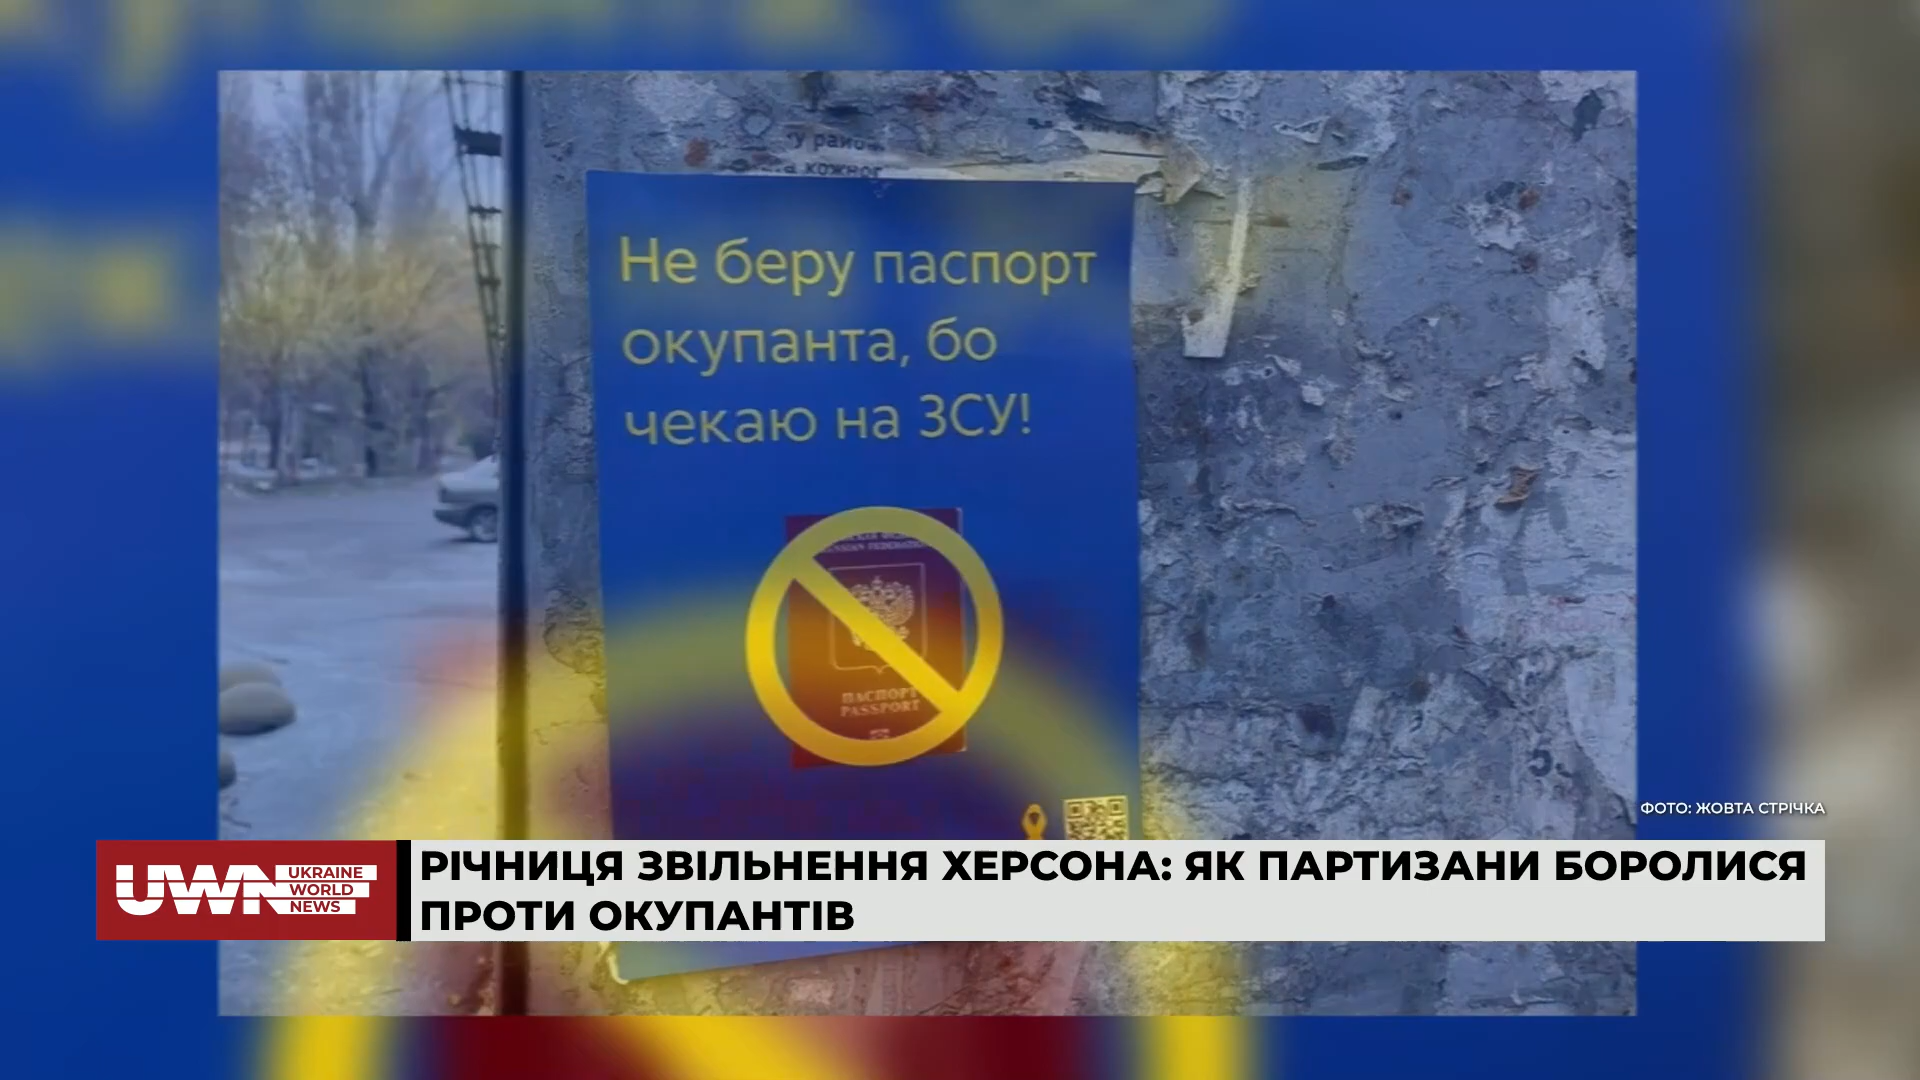 Не беру паспорт
окупанта, бо
чекаю на ЗСУ!
ПАСПОРТ
PASSPORT
ФОТО: ЖОВТА СТРІЧКА
UWN UKRAINE
WORLD
NEWS
РІЧНИЦЯ ЗВІЛЬНЕННЯ ХЕРСОНА: ЯК ПАРТИЗАНИ БОРОЛИСЯ
ПРОТИ ОКУПАНТІВ